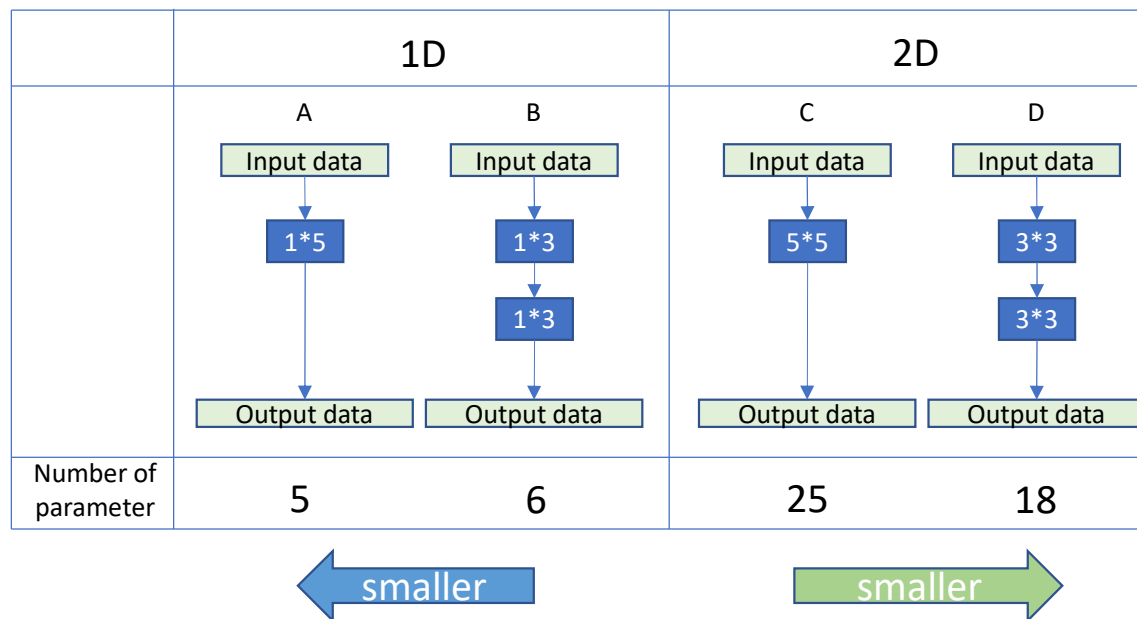 1D 2D
A B C D
Input data Input data Input data Input data
1*5 1*3 5*5 3*3
1*3 3*3
Output data Output data Output data Output data
Number of
parameter 5 6 25 18
smaller smaller